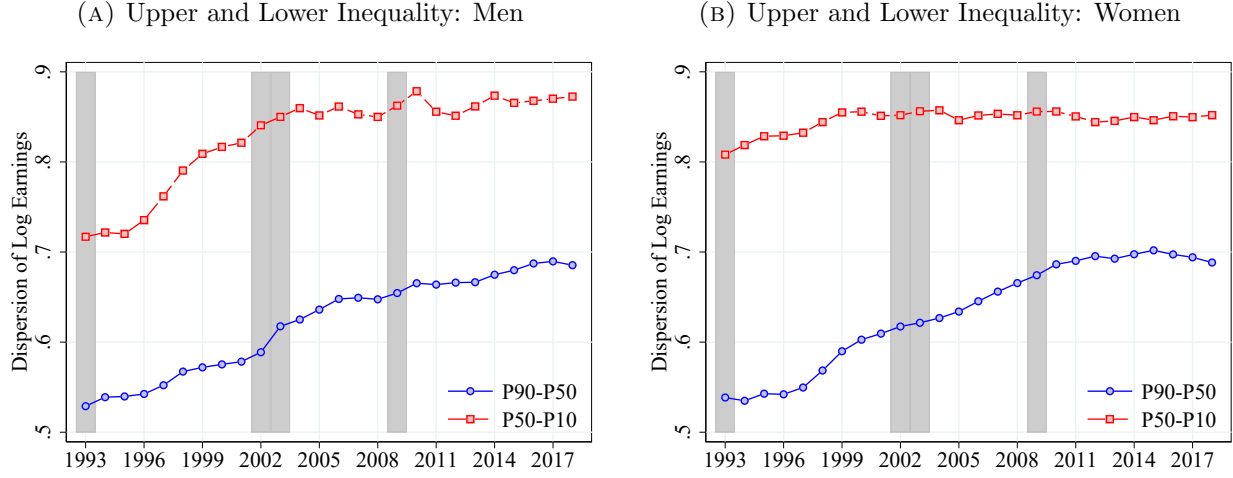 (A) Upper and Lower Inequality: Men
Dispersion of Log Earnings
.9
.8
.7
.6
.5
P90-P50
P50-P10
1993 1996 1999 2002 2005 2008 2011 2014 2017
(B) Upper and Lower Inequality: Women
Dispersion of Log Earnings
.9
.8
.7
.6
.5
P90-P50
P50-P10
1993 1996 1999 2002 2005 2008 2011 2014 2017